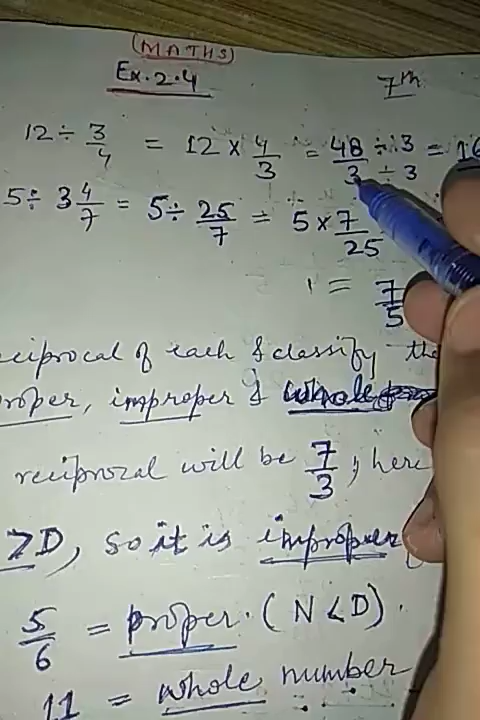 (MATHS)
Ex. 2.4 7th
12 ÷ 3/4 = 12 × 4/3 = 48/3 ÷ 3/÷ 3 = 16
5 ÷ 3 4/7 = 5 ÷ 25/7 = 5 × 7/25
= 7/5
reciprocal of each & classify the
proper, improper & whole
reciprocal will be 7/3, here
>D, so it is improper
5/6 = proper. (N<D).
11 = whole number